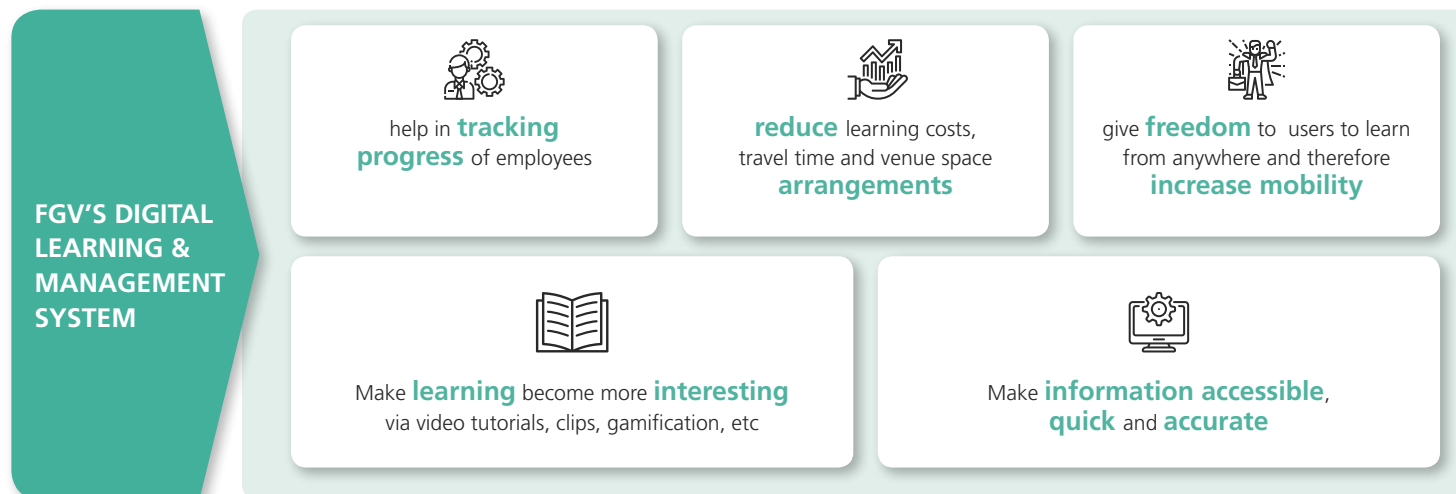 FGV'S DIGITAL
LEARNING &
MANAGEMENT
SYSTEM
help in tracking
progress of employees
reduce learning costs,
travel time and venue space
arrangements
give freedom to users to learn
from anywhere and therefore
increase mobility
Make learning become more interesting
via video tutorials, clips, gamification, etc
Make information accessible,
quick and accurate